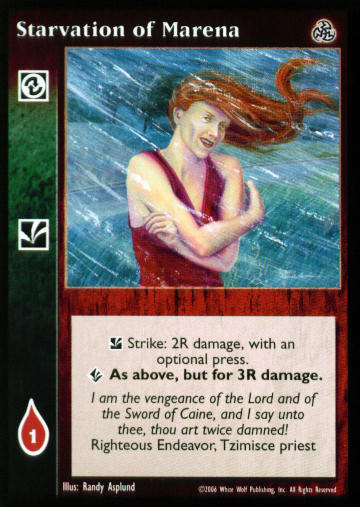 Starvation of Marena
Strike: 2R damage, with an
optional press.
As above, but for 3R damage.
I am the vengeance of the Lord and of
the Sword of Caine, and I say unto
thee, thou art twice damned!
Righteous Endeavor, Tzimisce priest
1
Illus: Randy Asplund
©2006 White Wolf Publishing, Inc. All Rights Reserved